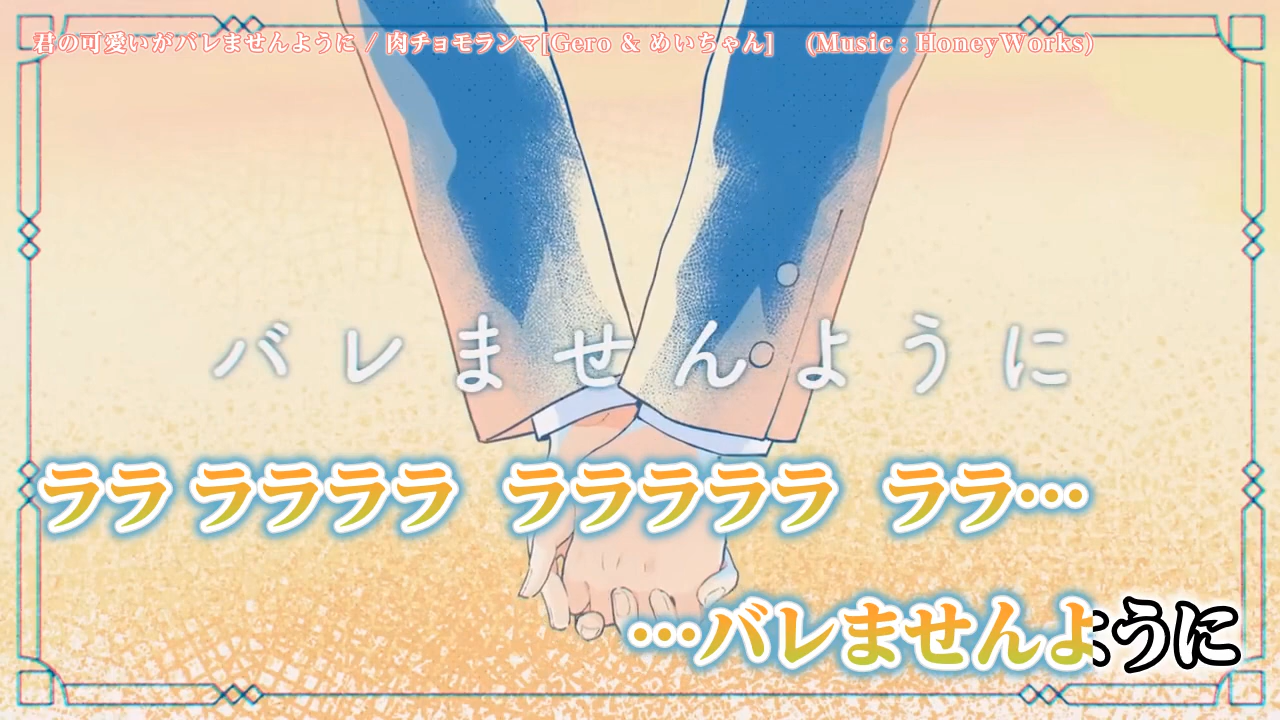 君の可愛いがバレませんように / 肉チョモランマ[Gero & めいちゃん]　(Music : HoneyWorks)
バレませんように
ララ ララララ　ラララララ　ララ…
…バレませんように